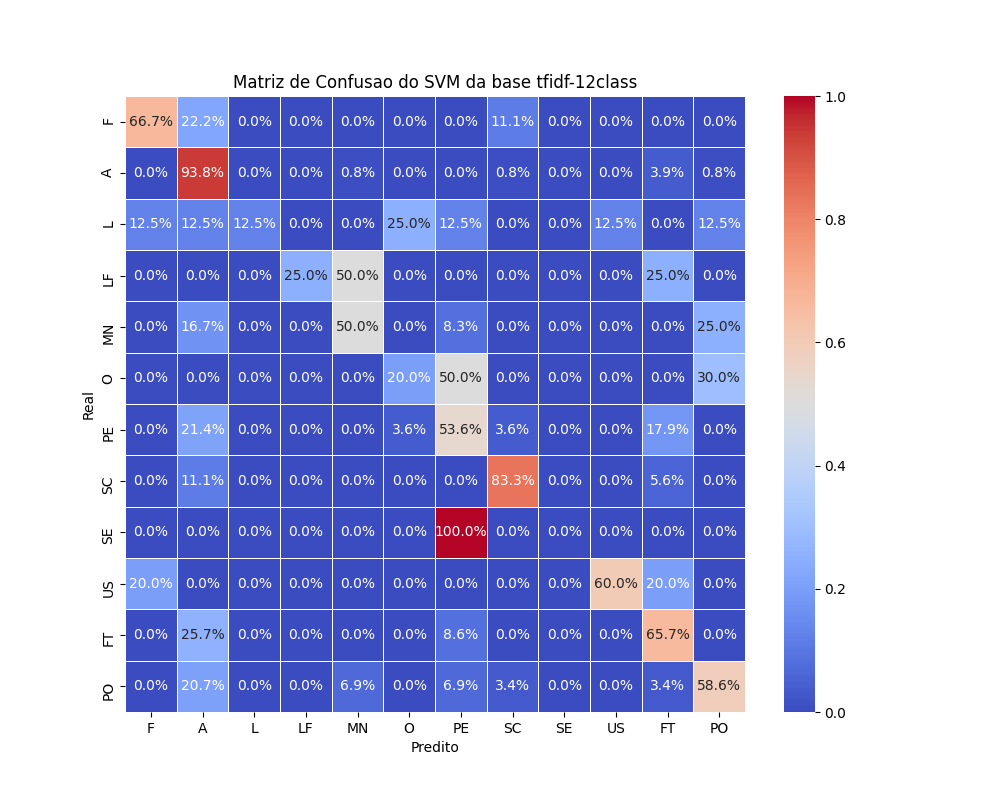 Matriz de Confusao do SVM da base tfidf-12class
F 66.7% 22.2% 0.0% 0.0% 0.0% 0.0% 0.0% 11.1% 0.0% 0.0% 0.0% 0.0%
A 0.0% 93.8% 0.0% 0.0% 0.8% 0.0% 0.0% 0.8% 0.0% 0.0% 3.9% 0.8%
L 12.5% 12.5% 12.5% 0.0% 0.0% 25.0% 12.5% 0.0% 0.0% 12.5% 0.0% 12.5%
LF 0.0% 0.0% 0.0% 25.0% 50.0% 0.0% 0.0% 0.0% 0.0% 0.0% 25.0% 0.0%
MN 0.0% 16.7% 0.0% 0.0% 50.0% 0.0% 8.3% 0.0% 0.0% 0.0% 0.0% 25.0%
O 0.0% 0.0% 0.0% 0.0% 0.0% 20.0% 50.0% 0.0% 0.0% 0.0% 0.0% 30.0%
PE 0.0% 21.4% 0.0% 0.0% 0.0% 3.6% 53.6% 3.6% 0.0% 0.0% 17.9% 0.0%
SC 0.0% 11.1% 0.0% 0.0% 0.0% 0.0% 0.0% 83.3% 0.0% 0.0% 5.6% 0.0%
SE 0.0% 0.0% 0.0% 0.0% 0.0% 0.0% 100.0% 0.0% 0.0% 0.0% 0.0% 0.0%
US 20.0% 0.0% 0.0% 0.0% 0.0% 0.0% 0.0% 0.0% 0.0% 60.0% 20.0% 0.0%
FT 0.0% 25.7% 0.0% 0.0% 0.0% 0.0% 8.6% 0.0% 0.0% 0.0% 65.7% 0.0%
PO 0.0% 20.7% 0.0% 0.0% 6.9% 0.0% 6.9% 3.4% 0.0% 0.0% 3.4% 58.6%
F A L LF MN O PE SC SE US FT PO
Predito
Real
1.0
0.8
0.6
0.4
0.2
0.0